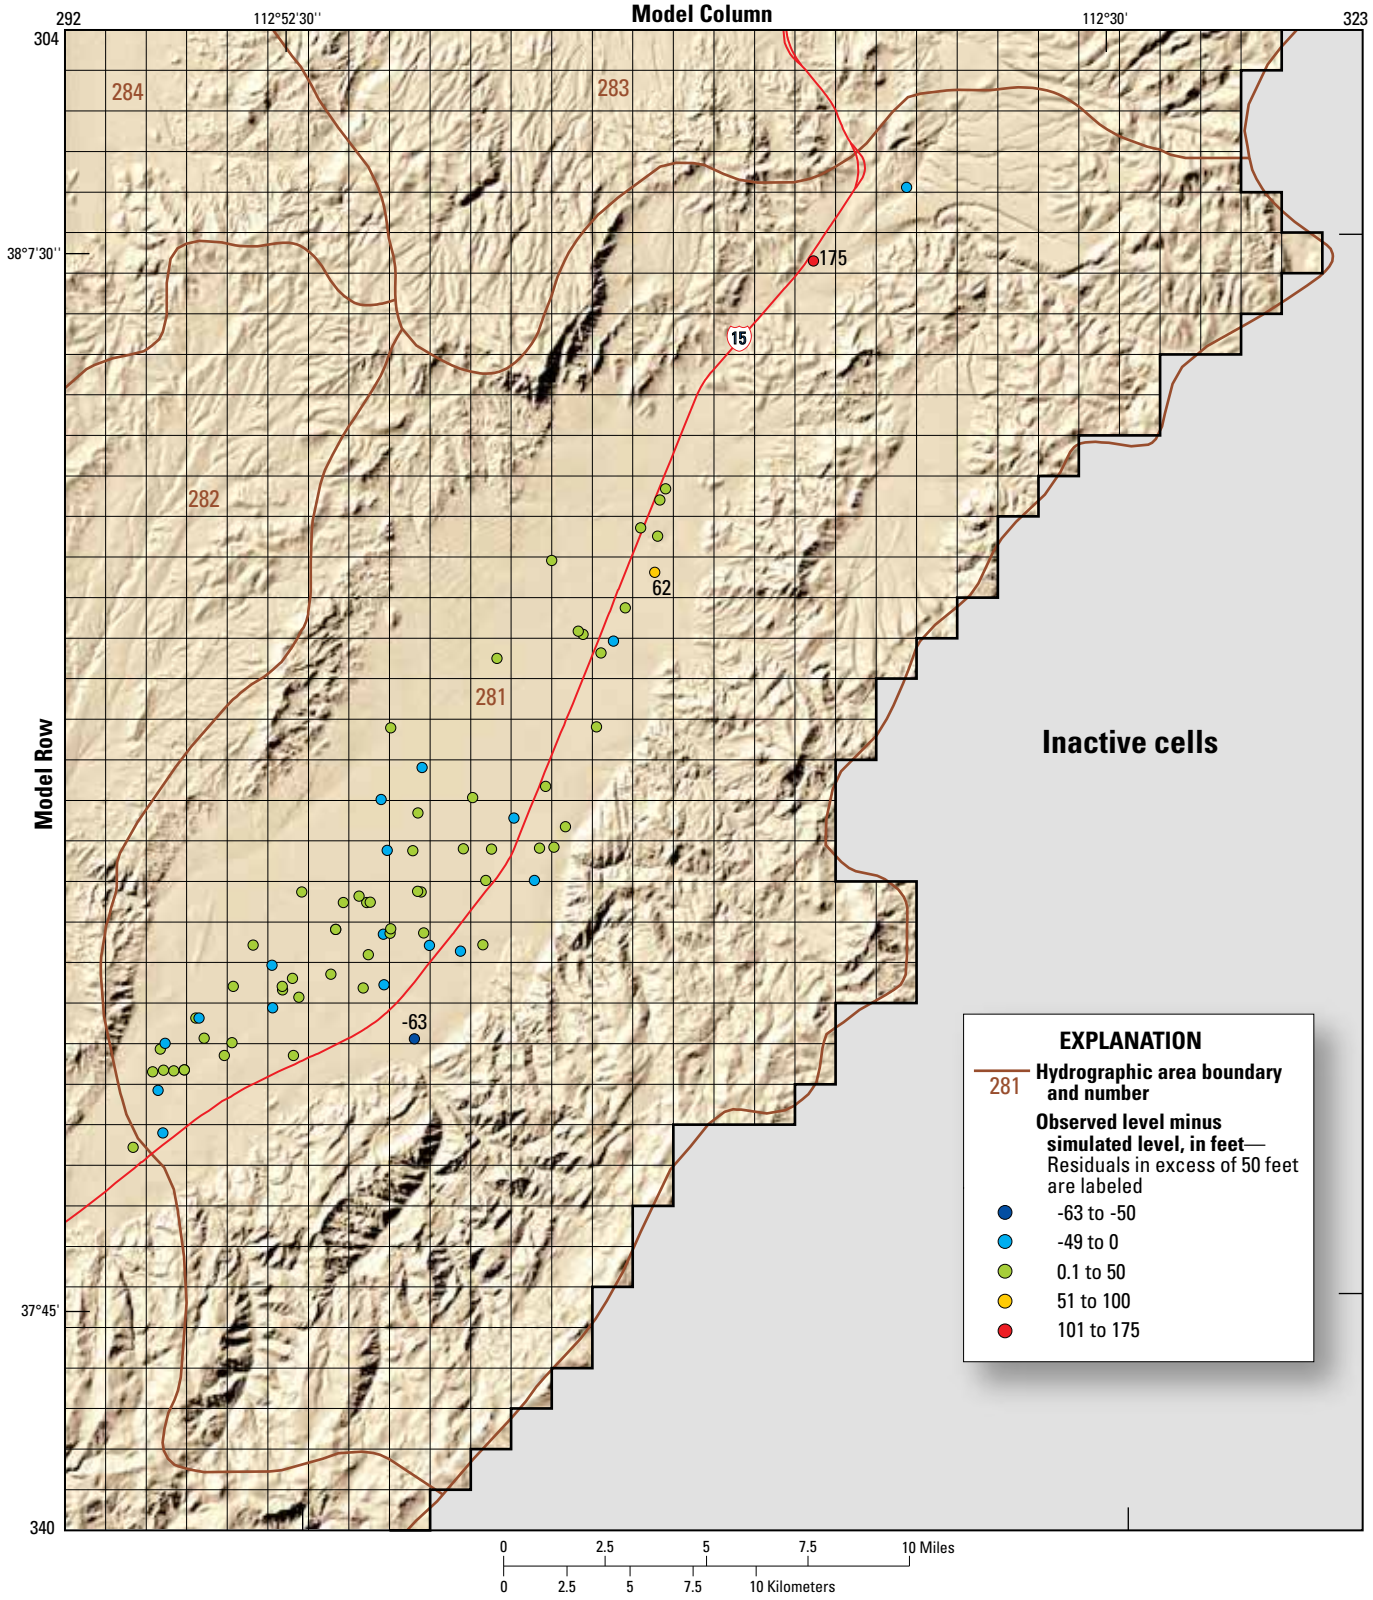 Model Column
292
112°52'30''
112°30'
323
304
284
283
38°7'30''
175
15
282
62
281
Model Row
Inactive cells
-63
EXPLANATION
281
Hydrographic area boundary
and number
Observed level minus
simulated level, in feet—
Residuals in excess of 50 feet
are labeled
-63 to -50
-49 to 0
0.1 to 50
51 to 100
101 to 175
37°45'
340
0 2.5 5 7.5 10 Miles
0 2.5 5 7.5 10 Kilometers